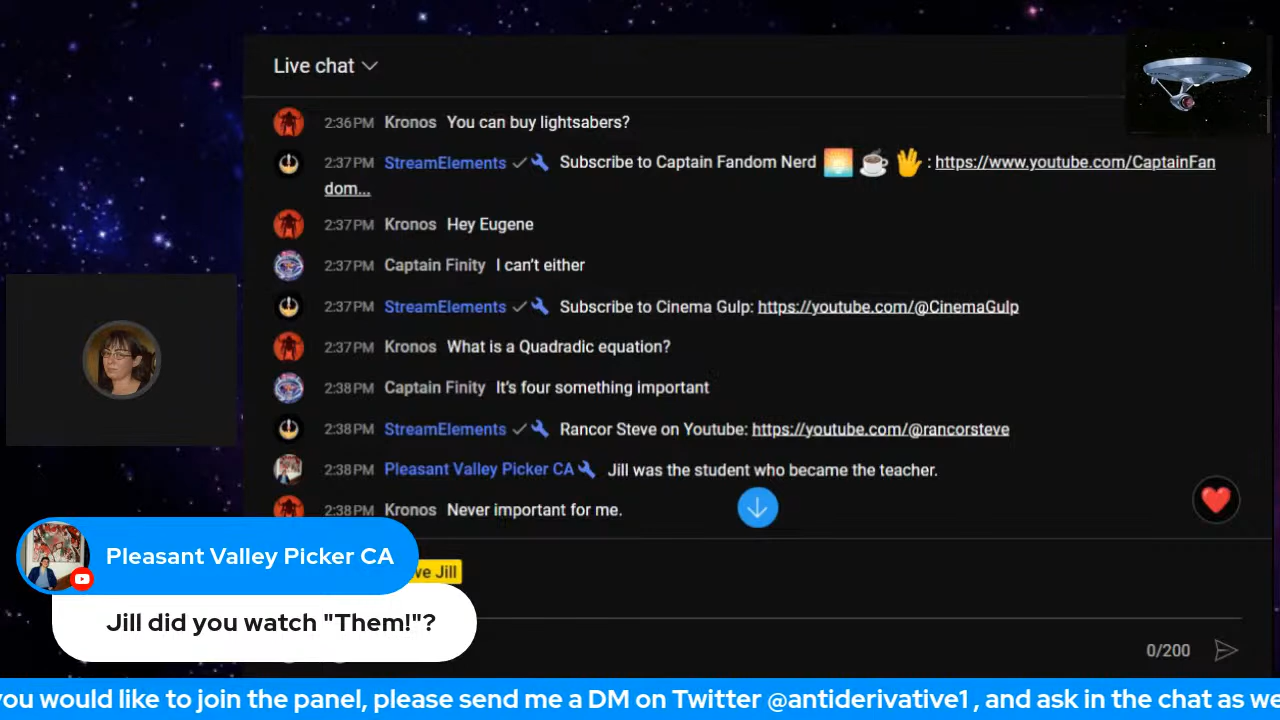 Live chat
2:36PM Kronos You can buy lightsabers?
2:37PM StreamElements Subscribe to Captain Fandom Nerd 🌅 ☕ 🖖 : https://www.youtube.com/CaptainFan
dom...
2:37PM Kronos Hey Eugene
2:37PM Captain Finity I can't either
2:37PM StreamElements Subscribe to Cinema Gulp: https://youtube.com/@CinemaGulp
2:37PM Kronos What is a Quadradic equation?
2:38PM Captain Finity It's four something important
2:38PM StreamElements Rancor Steve on Youtube: https://youtube.com/@rancorsteve
2:38PM Pleasant Valley Picker CA Jill was the student who became the teacher.
2:38PM Kronos Never important for me.
Pleasant Valley Picker CA
Jill
Jill did you watch "Them!"?
0/200
you would like to join the panel, please send me a DM on Twitter @antiderivative1 , and ask in the chat as we